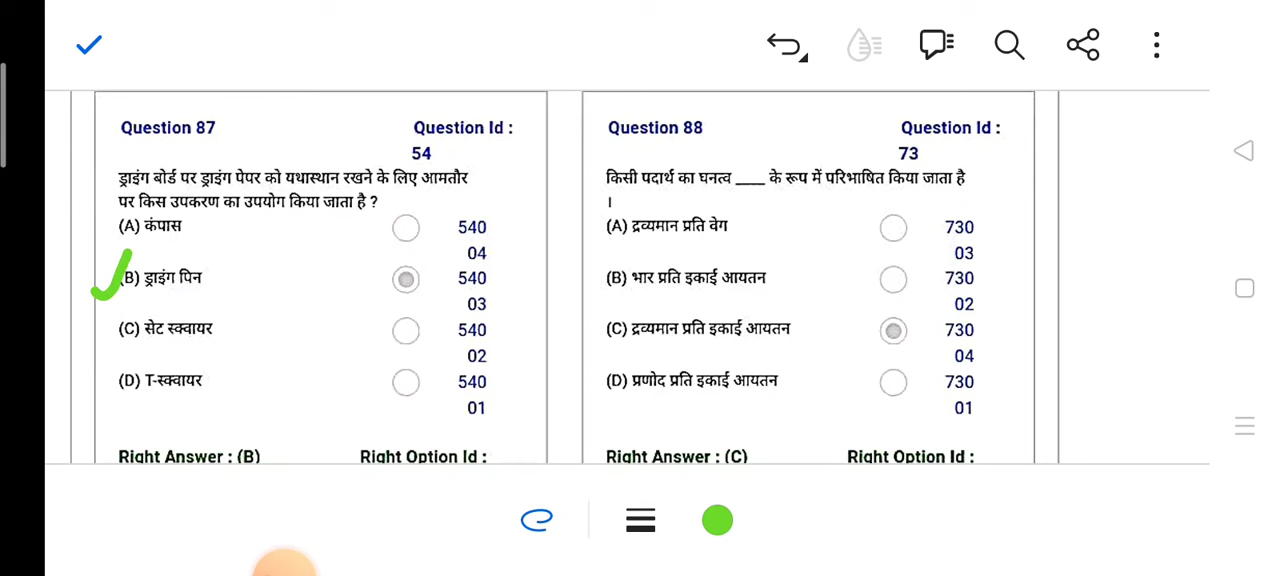 Question 87 Question Id :
54
ड्राइंग बोर्ड पर ड्राइंग पेपर को यथास्थान रखने के लिए आमतौर
पर किस उपकरण का उपयोग किया जाता है ?
(A) कंपास 540
04
(B) ड्राइंग पिन 540
03
(C) सेट स्क्वायर 540
02
(D) T-स्क्वायर 540
01
Right Answer : (B) Right Option Id :
Question 88 Question Id :
73
किसी पदार्थ का घनत्व ____ के रूप में परिभाषित किया जाता है
।
(A) द्रव्यमान प्रति वेग 730
03
(B) भार प्रति इकाई आयतन 730
02
(C) द्रव्यमान प्रति इकाई आयतन 730
04
(D) प्रणोद प्रति इकाई आयतन 730
01
Right Answer : (C) Right Option Id :